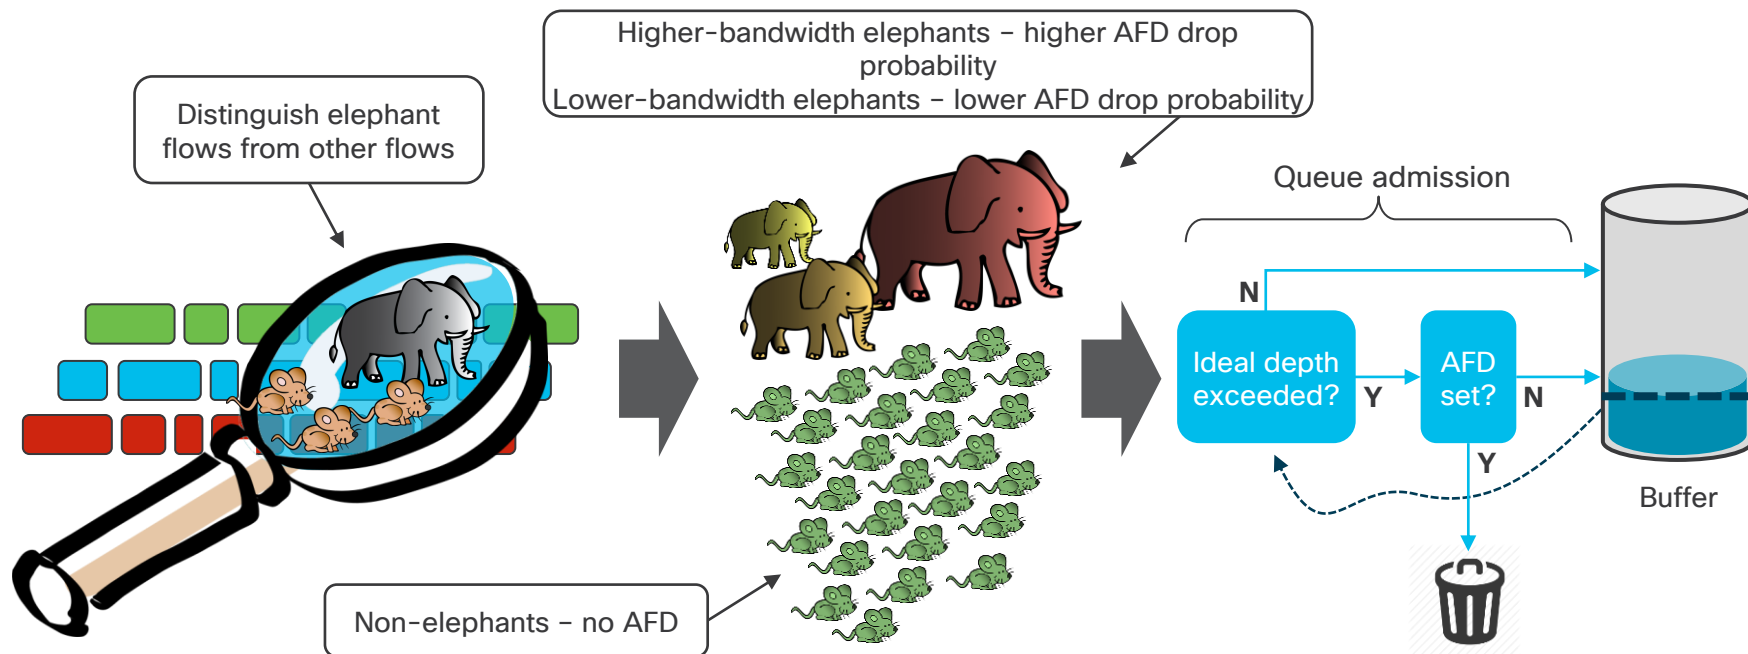 Distinguish elephant
flows from other flows
Higher-bandwidth elephants – higher AFD drop
probability
Lower-bandwidth elephants – lower AFD drop probability
Non-elephants – no AFD
Queue admission
N
Ideal depth
exceeded?
Y
AFD
set?
N
Y
Buffer